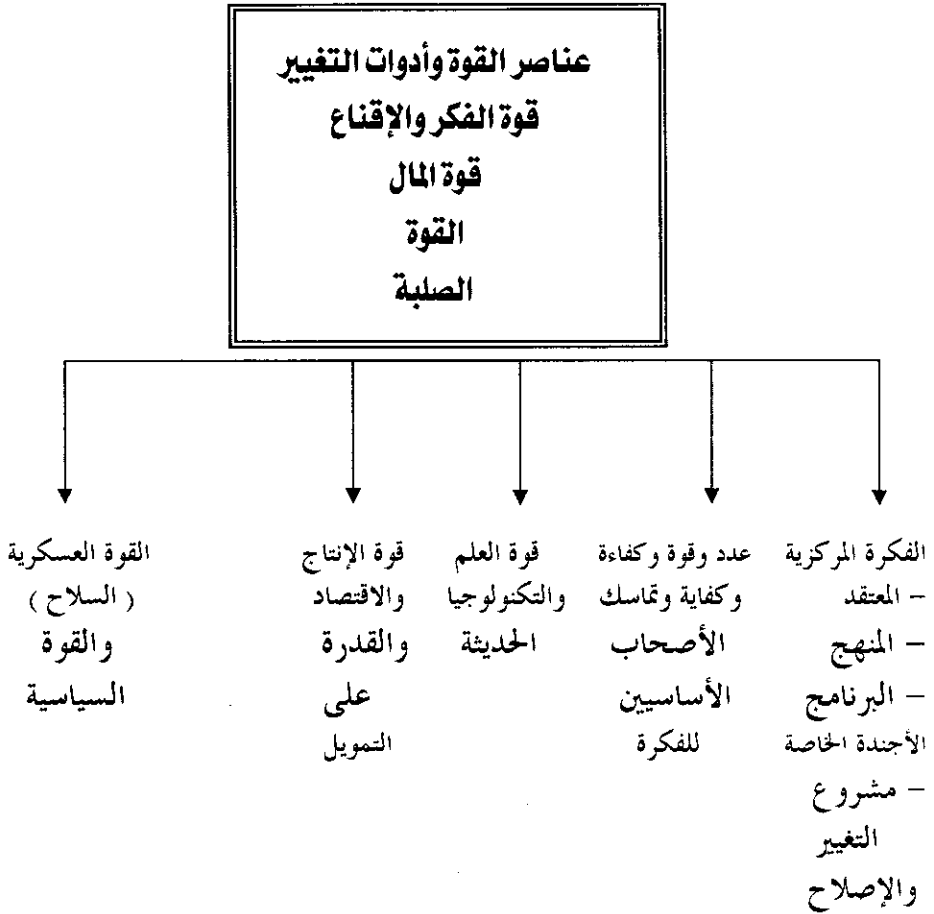 عناصر القوة وأدوات التغيير
قوة الفكر والإقناع
قوة المال
القوة
الصلبة
الفكرة المركزية
– المعتقد
– المنهج
– البرنامج
الأجندة الخاصة
– مشروع
التغيير
والإصلاح
عدد وقوة وكفاءة
وكفاية وتماسك
الأصحاب
الأساسيين
للفكرة
قوة العلم
والتكنولوجيا
الحديثة
قوة الإنتاج
والاقتصاد
والقدرة
على
التمويل
القوة العسكرية
( السلاح )
والقوة
السياسية